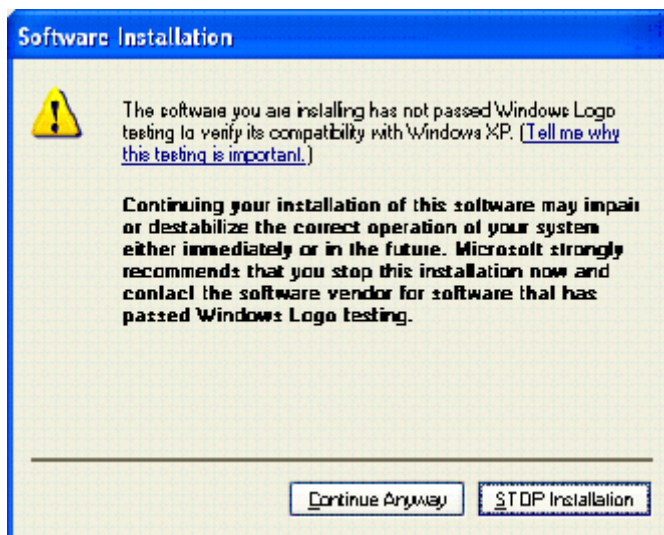 Software Installation
The software you are installing has not passed Windows Logo
testing to verify its compatibility with Windows XP. (Tell me why
this testing is important.)
Continuing your installation of this software may impair
or destabilize the correct operation of your system
either immediately or in the future. Microsoft strongly
recommends that you stop this installation now and
contact the software vendor for software that has
passed Windows Logo testing.
Continue Anyway
STOP Installation